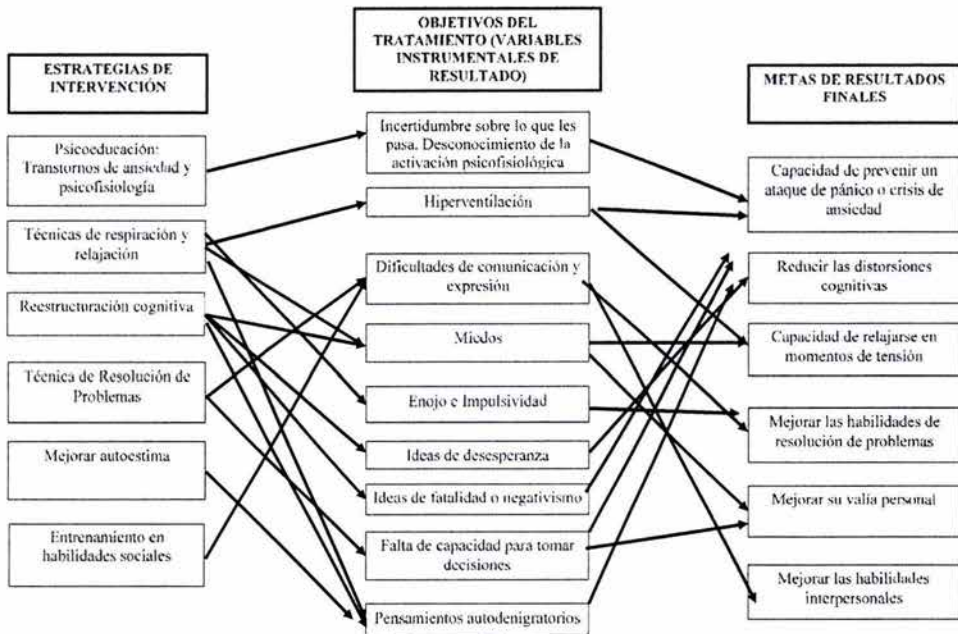 ESTRATEGIAS DE
INTERVENCIÓN
Psicoeducación:
Transtornos de ansiedad y
psicofisiología
Técnicas de respiración y
relajación
Reestructuración cognitiva
Técnica de Resolución de
Problemas
Mejorar autoestima
Entrenamiento en
habilidades sociales
OBJETIVOS DEL
TRATAMIENTO (VARIABLES
INSTRUMENTALES DE
RESULTADO)
Incertidumbre sobre lo que les
pasa. Desconocimiento de la
activación psicofisiológica
Hiperventilación
Dificultades de comunicación y
expresión
Miedos
Enojo e Impulsividad
Ideas de desesperanza
Ideas de fatalidad o negativismo
Falta de capacidad para tomar
decisiones
Pensamientos autodenigratorios
METAS DE RESULTADOS
FINALES
Capacidad de prevenir un
ataque de pánico o crisis de
ansiedad
Reducir las distorsiones
cognitivas
Capacidad de relajarse en
momentos de tensión
Mejorar las habilidades de
resolución de problemas
Mejorar su valía personal
Mejorar las habilidades
interpersonales